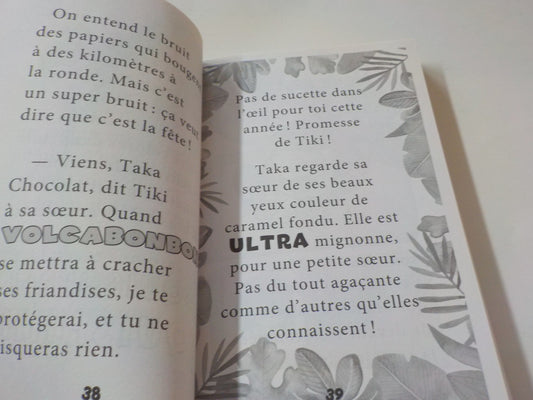 On entend le bruit
des papiers qui bougent
à des kilomètres à
la ronde. Mais c'est
un super bruit : ça veut
dire que c'est la fête !
— Viens, Taka
Chocolat, dit Tiki
à sa sœur. Quand
VOLCABONBON
se mettra à cracher
ses friandises, je te
protégerai, et tu ne
risqueras rien.
38
Pas de sucette dans
l'œil pour toi cette
année ! Promesse
de Tiki !
Taka regarde sa
sœur de ses beaux
yeux couleur de
caramel fondu. Elle est
ULTRA mignonne,
pour une petite sœur.
Pas du tout agaçante
comme d'autres qu'elles
connaissent !
39